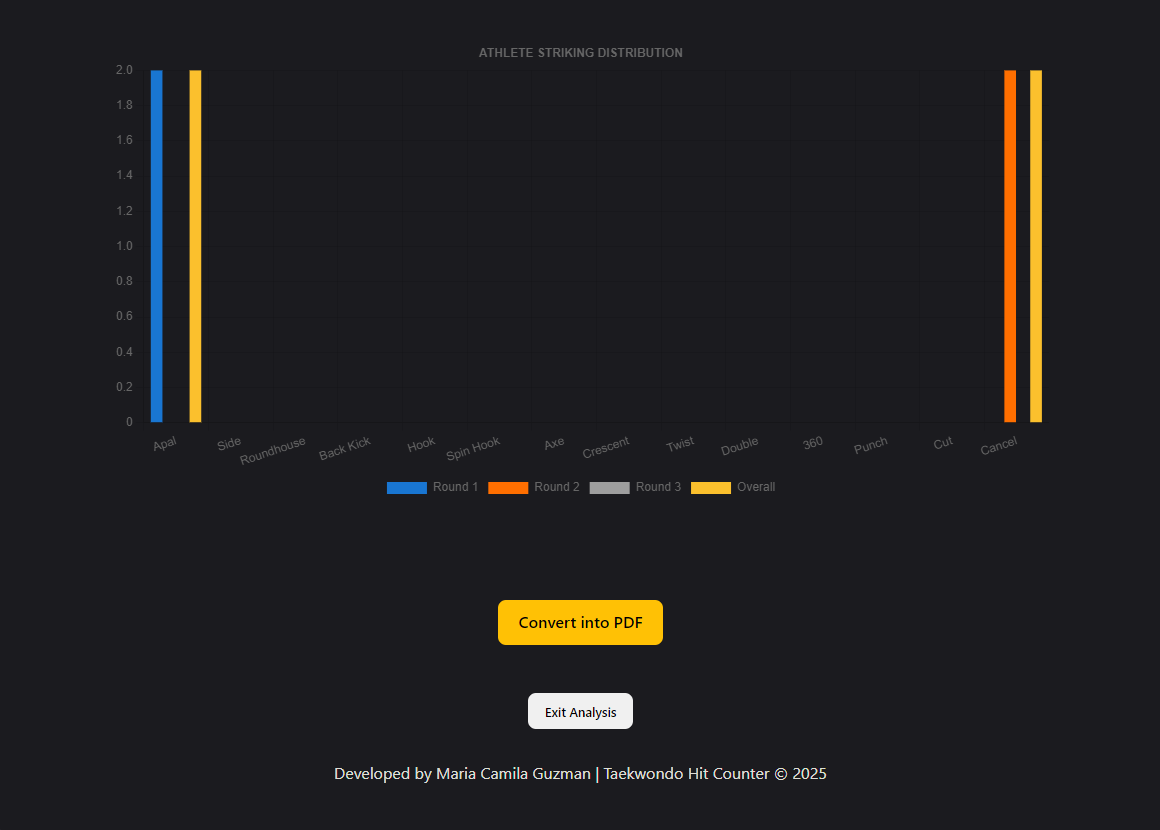 ATHLETE STRIKING DISTRIBUTION
2.0
1.8
1.6
1.4
1.2
1.0
0.8
0.6
0.4
0.2
0
Apal Side Roundhouse Back Kick Hook Spin Hook Axe Crescent Twist Double 360 Punch Cut Cancel
Round 1 Round 2 Round 3 Overall
Convert into PDF
Exit Analysis
Developed by Maria Camila Guzman | Taekwondo Hit Counter © 2025